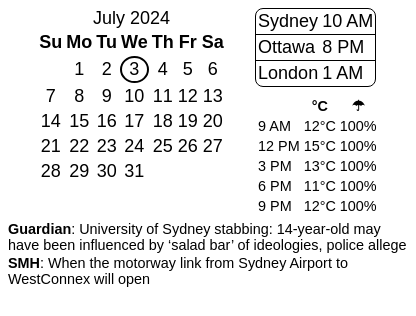 July 2024
Su Mo Tu We Th Fr Sa
1 2 3 4 5 6
7 8 9 10 11 12 13
14 15 16 17 18 19 20
21 22 23 24 25 26 27
28 29 30 31
Sydney 10 AM
Ottawa 8 PM
London 1 AM
°C ☂
9 AM 12°C 100%
12 PM 15°C 100%
3 PM 13°C 100%
6 PM 11°C 100%
9 PM 12°C 100%
Guardian: University of Sydney stabbing: 14-year-old may
have been influenced by ‘salad bar’ of ideologies, police allege
SMH: When the motorway link from Sydney Airport to
WestConnex will open